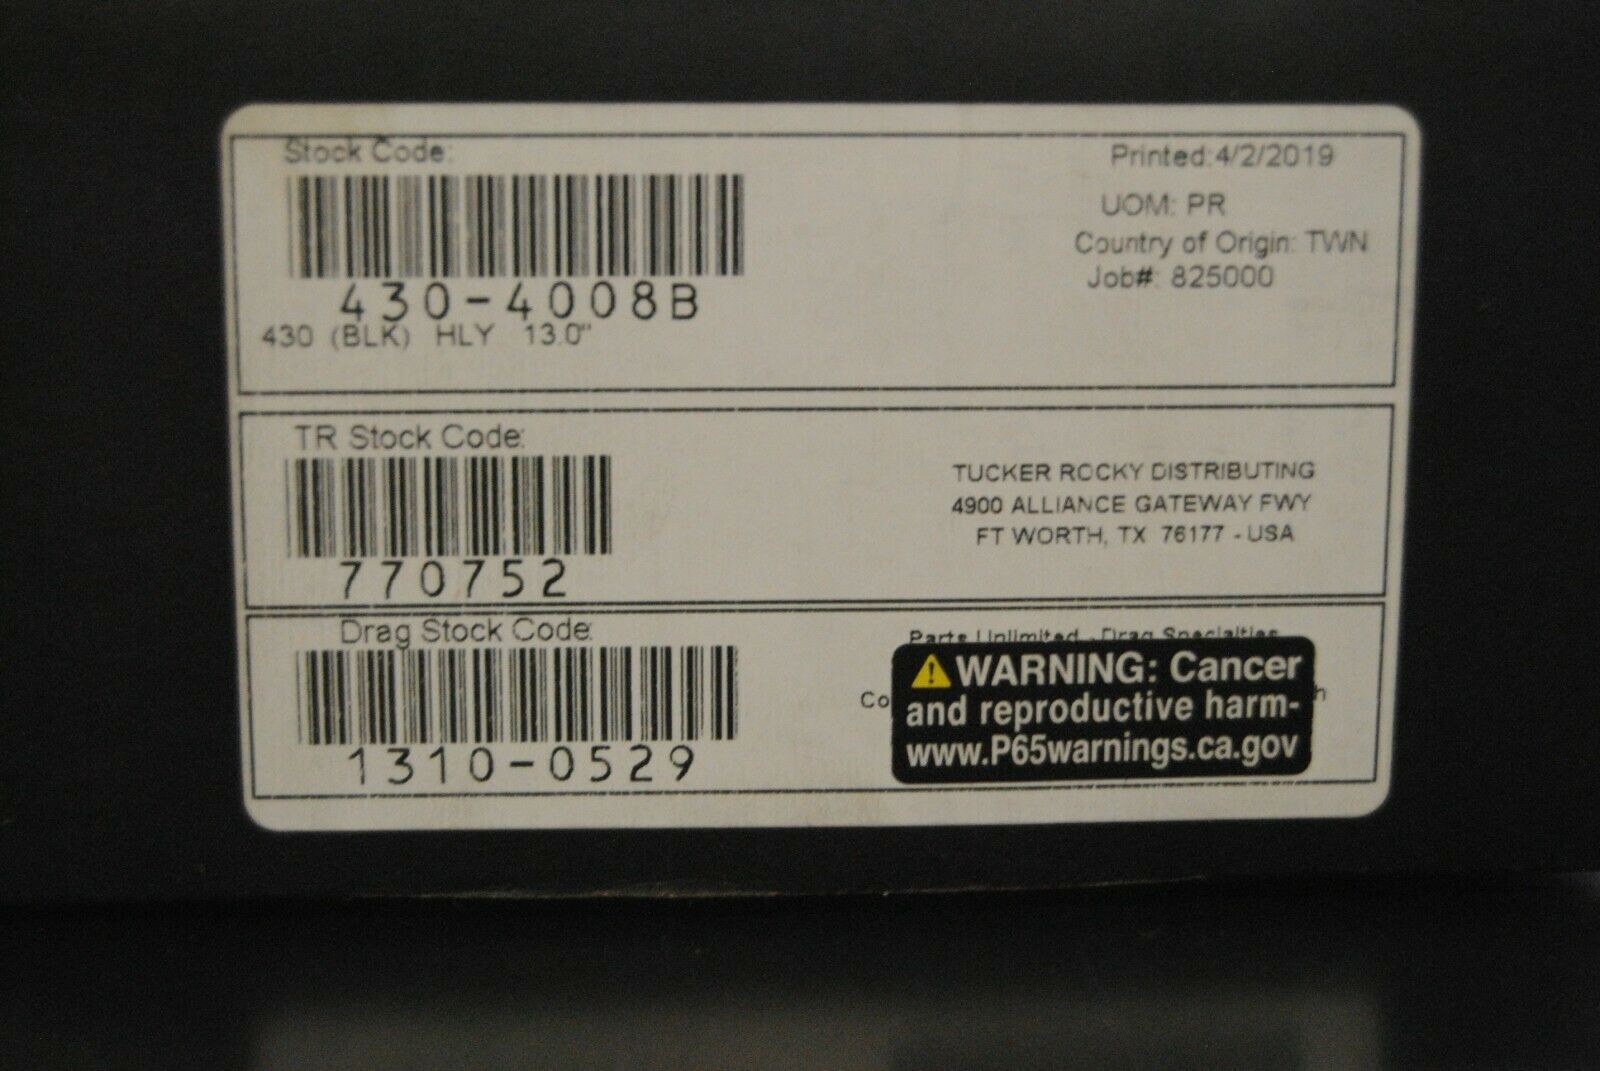 Stock Code:
430-4008B
430 (BLK) HLY 13.0"
Printed:4/2/2019
UOM: PR
Country of Origin: TWN
Job#: 825000
TR Stock Code:
770752
TUCKER ROCKY DISTRIBUTING
4900 ALLIANCE GATEWAY FWY
FT WORTH, TX 76177 - USA
Drag Stock Code:
1310-0529
Parts Unlimited - Drag Specialties
WARNING: Cancer
and reproductive harm-
www.P65warnings.ca.gov